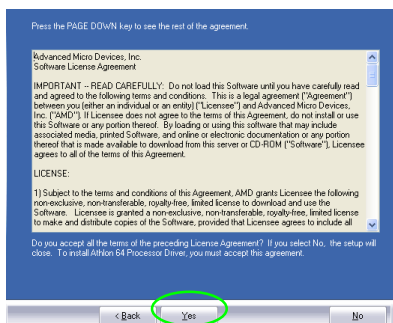 Press the PAGE DOWN key to see the rest of the agreement.
Advanced Micro Devices, Inc.
Software License Agreement
IMPORTANT -- READ CAREFULLY: Do not load this Software until you have carefully read
and agreed to the following terms and conditions. This is a legal agreement ("Agreement")
between you (either an individual or an entity) ("Licensee") and Advanced Micro Devices,
Inc. ("AMD"). If Licensee does not agree to the terms of this Agreement, do not install or use
this Software or any portion thereof. By loading or using this software that may include
associated media, printed Software, and online or electronic documentation or any portion
thereof that is made available to download from this server or CD-ROM ("Software"), Licensee
agrees to all of the terms of this Agreement.
LICENSE:
1) Subject to the terms and conditions of this Agreement, AMD grants Licensee the following
non-exclusive, non-transferable, royalty-free, limited license to download and use the
Software. Licensee is granted a non-exclusive, non-transferable, royalty-free, limited license
to make and distribute copies of the Software, provided that Licensee agrees to include all
Do you accept all the terms of the preceding License Agreement? If you select No, the setup will
close. To install Athlon 64 Processor Driver, you must accept this agreement.
< Back Yes No